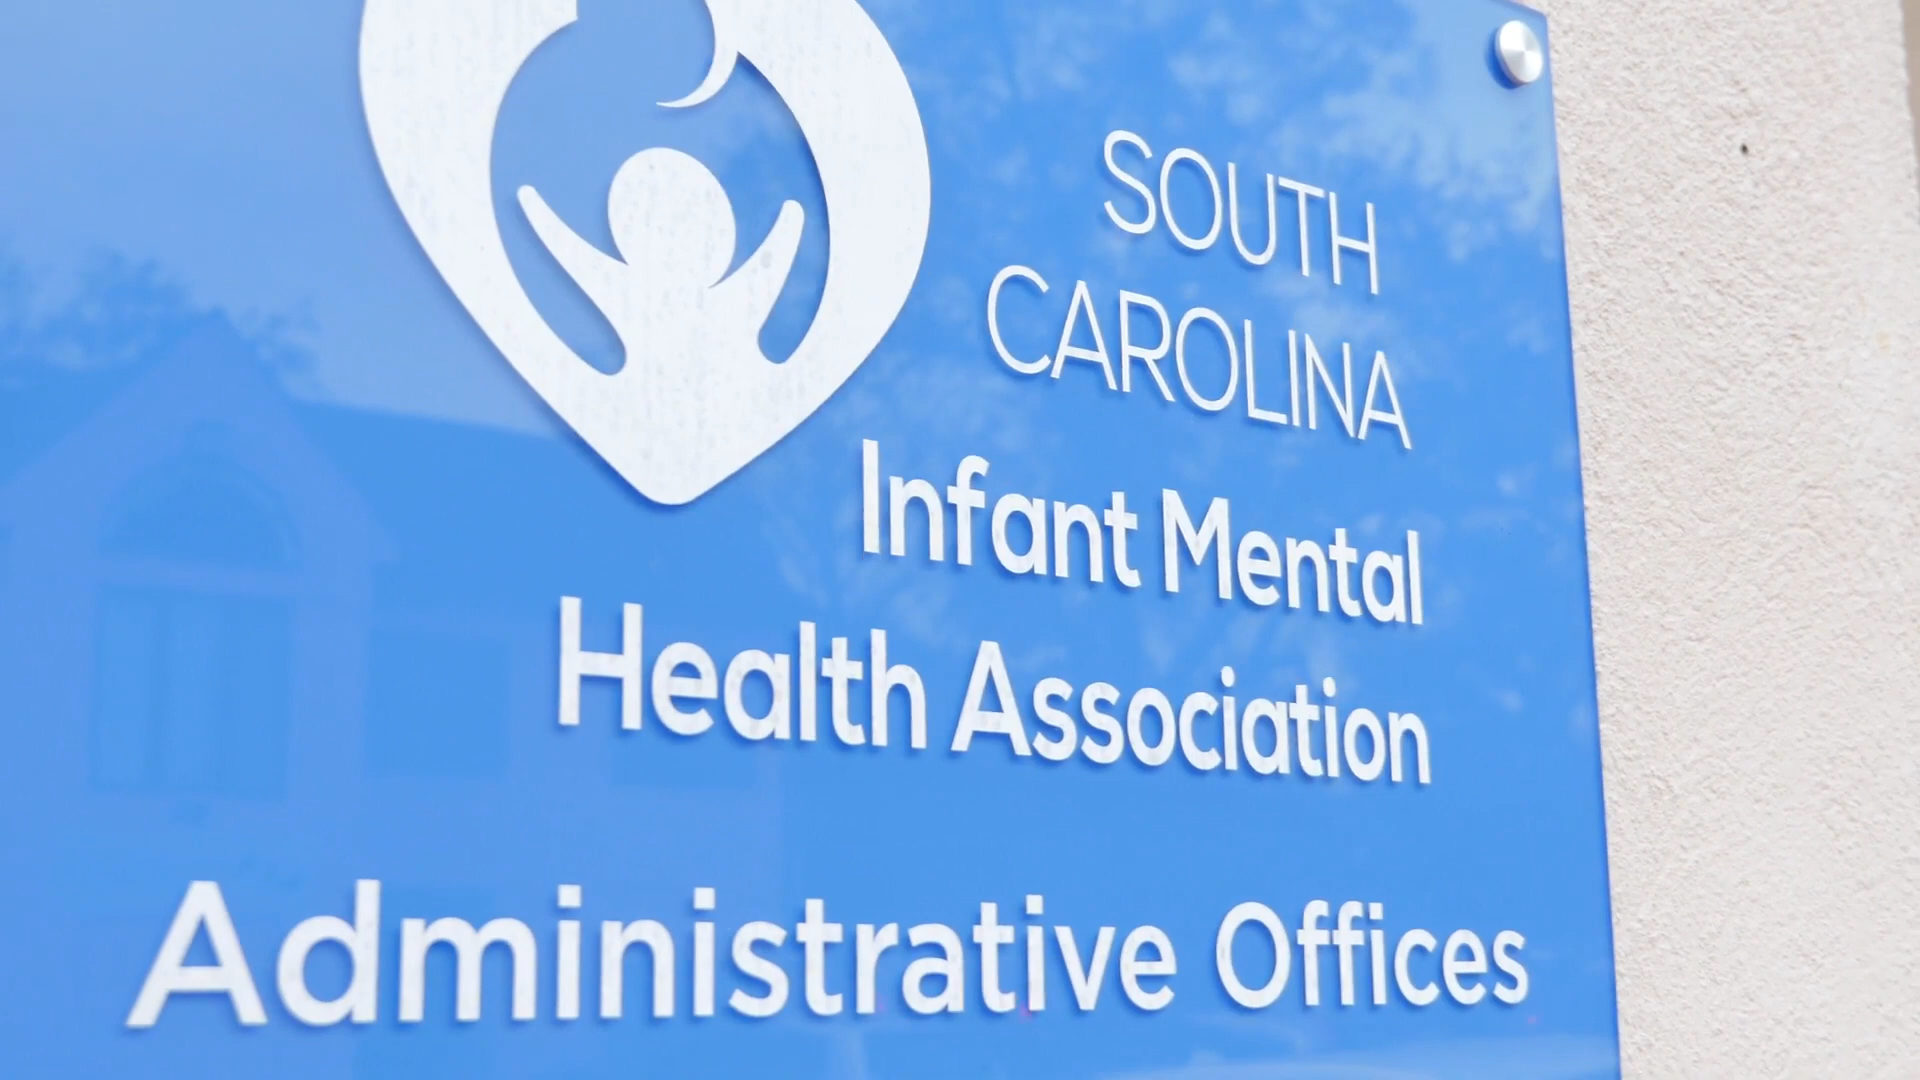 SOUTH
CAROLINA
Infant Mental
Health Association
Administrative Offices